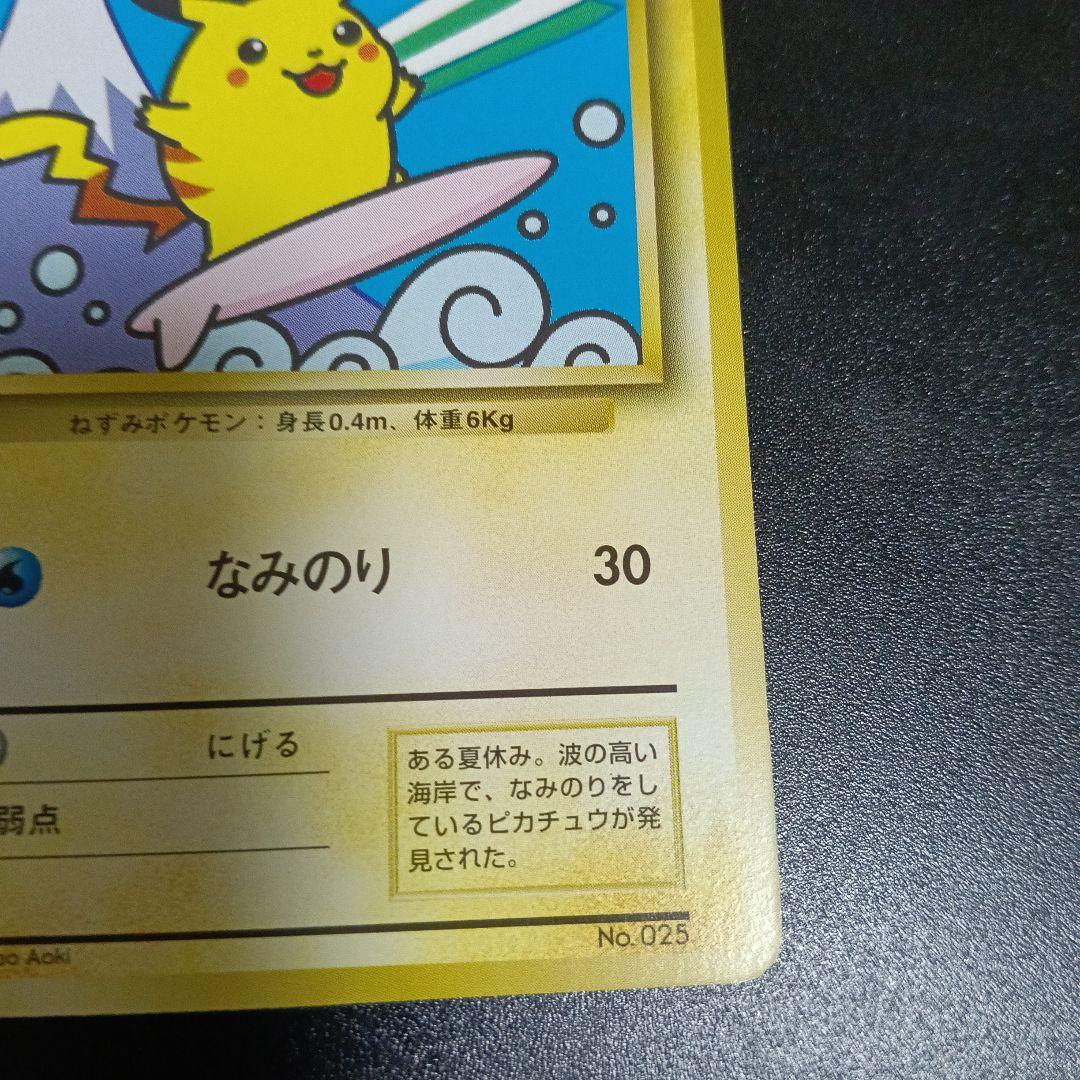 ねずみポケモン：身長0.4m、体重6Kg
なみのり 30
にげる
弱点
ある夏休み。波の高い
海岸で、なみのりをし
ているピカチュウが発
見された。
No. 025
Aoki